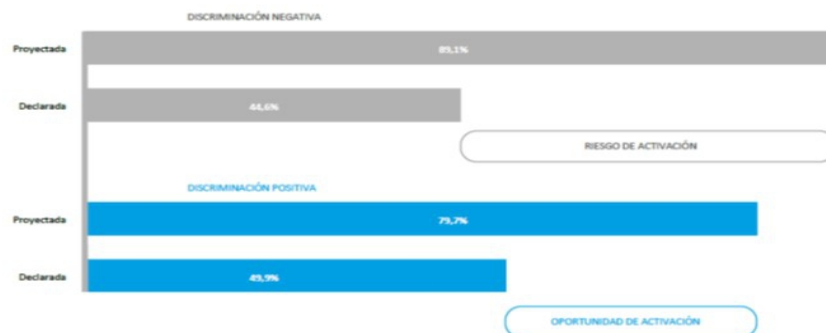 DISCRIMINACIÓN NEGATIVA
Proyectada
89,1%
Declarada
44,6%
RIESGO DE ACTIVACIÓN
DISCRIMINACIÓN POSITIVA
Proyectada
79,7%
Declarada
49,9%
OPORTUNIDAD DE ACTIVACIÓN